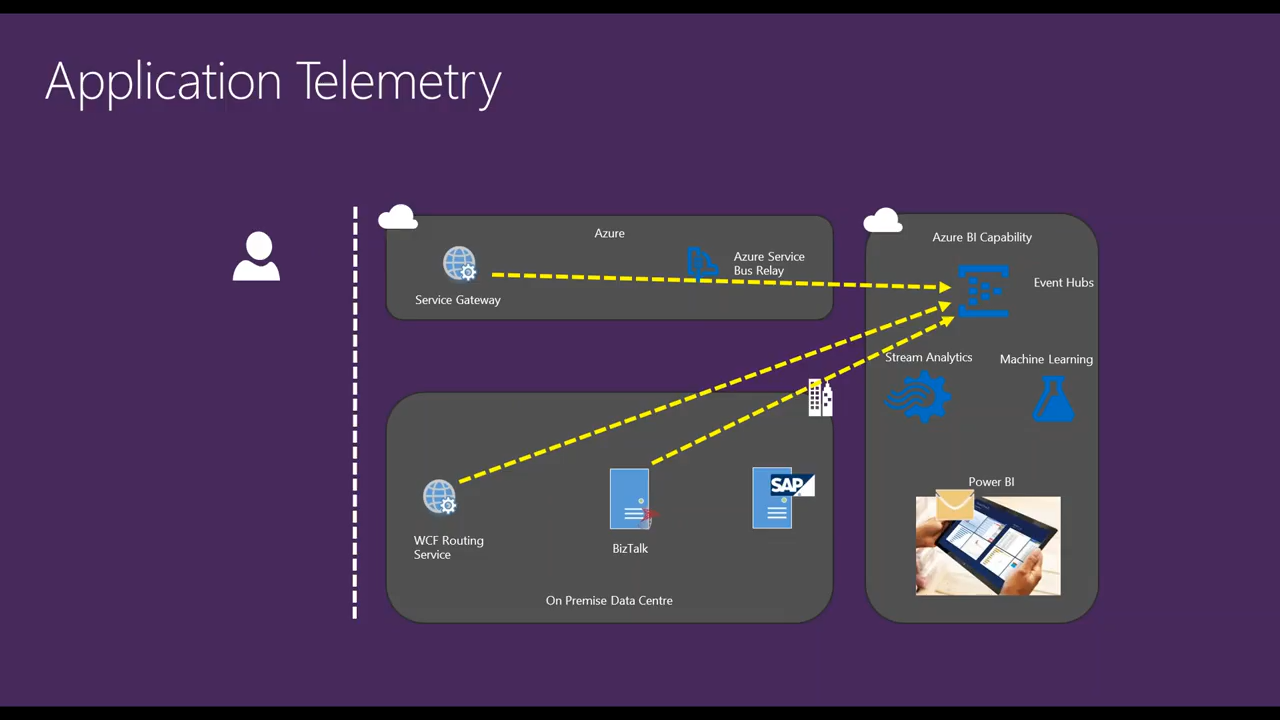 Application Telemetry
Azure
Service Gateway
Azure Service
Bus Relay
Azure BI Capability
Event Hubs
Stream Analytics
Machine Learning
Power BI
WCF Routing
Service
BizTalk
SAP
On Premise Data Centre